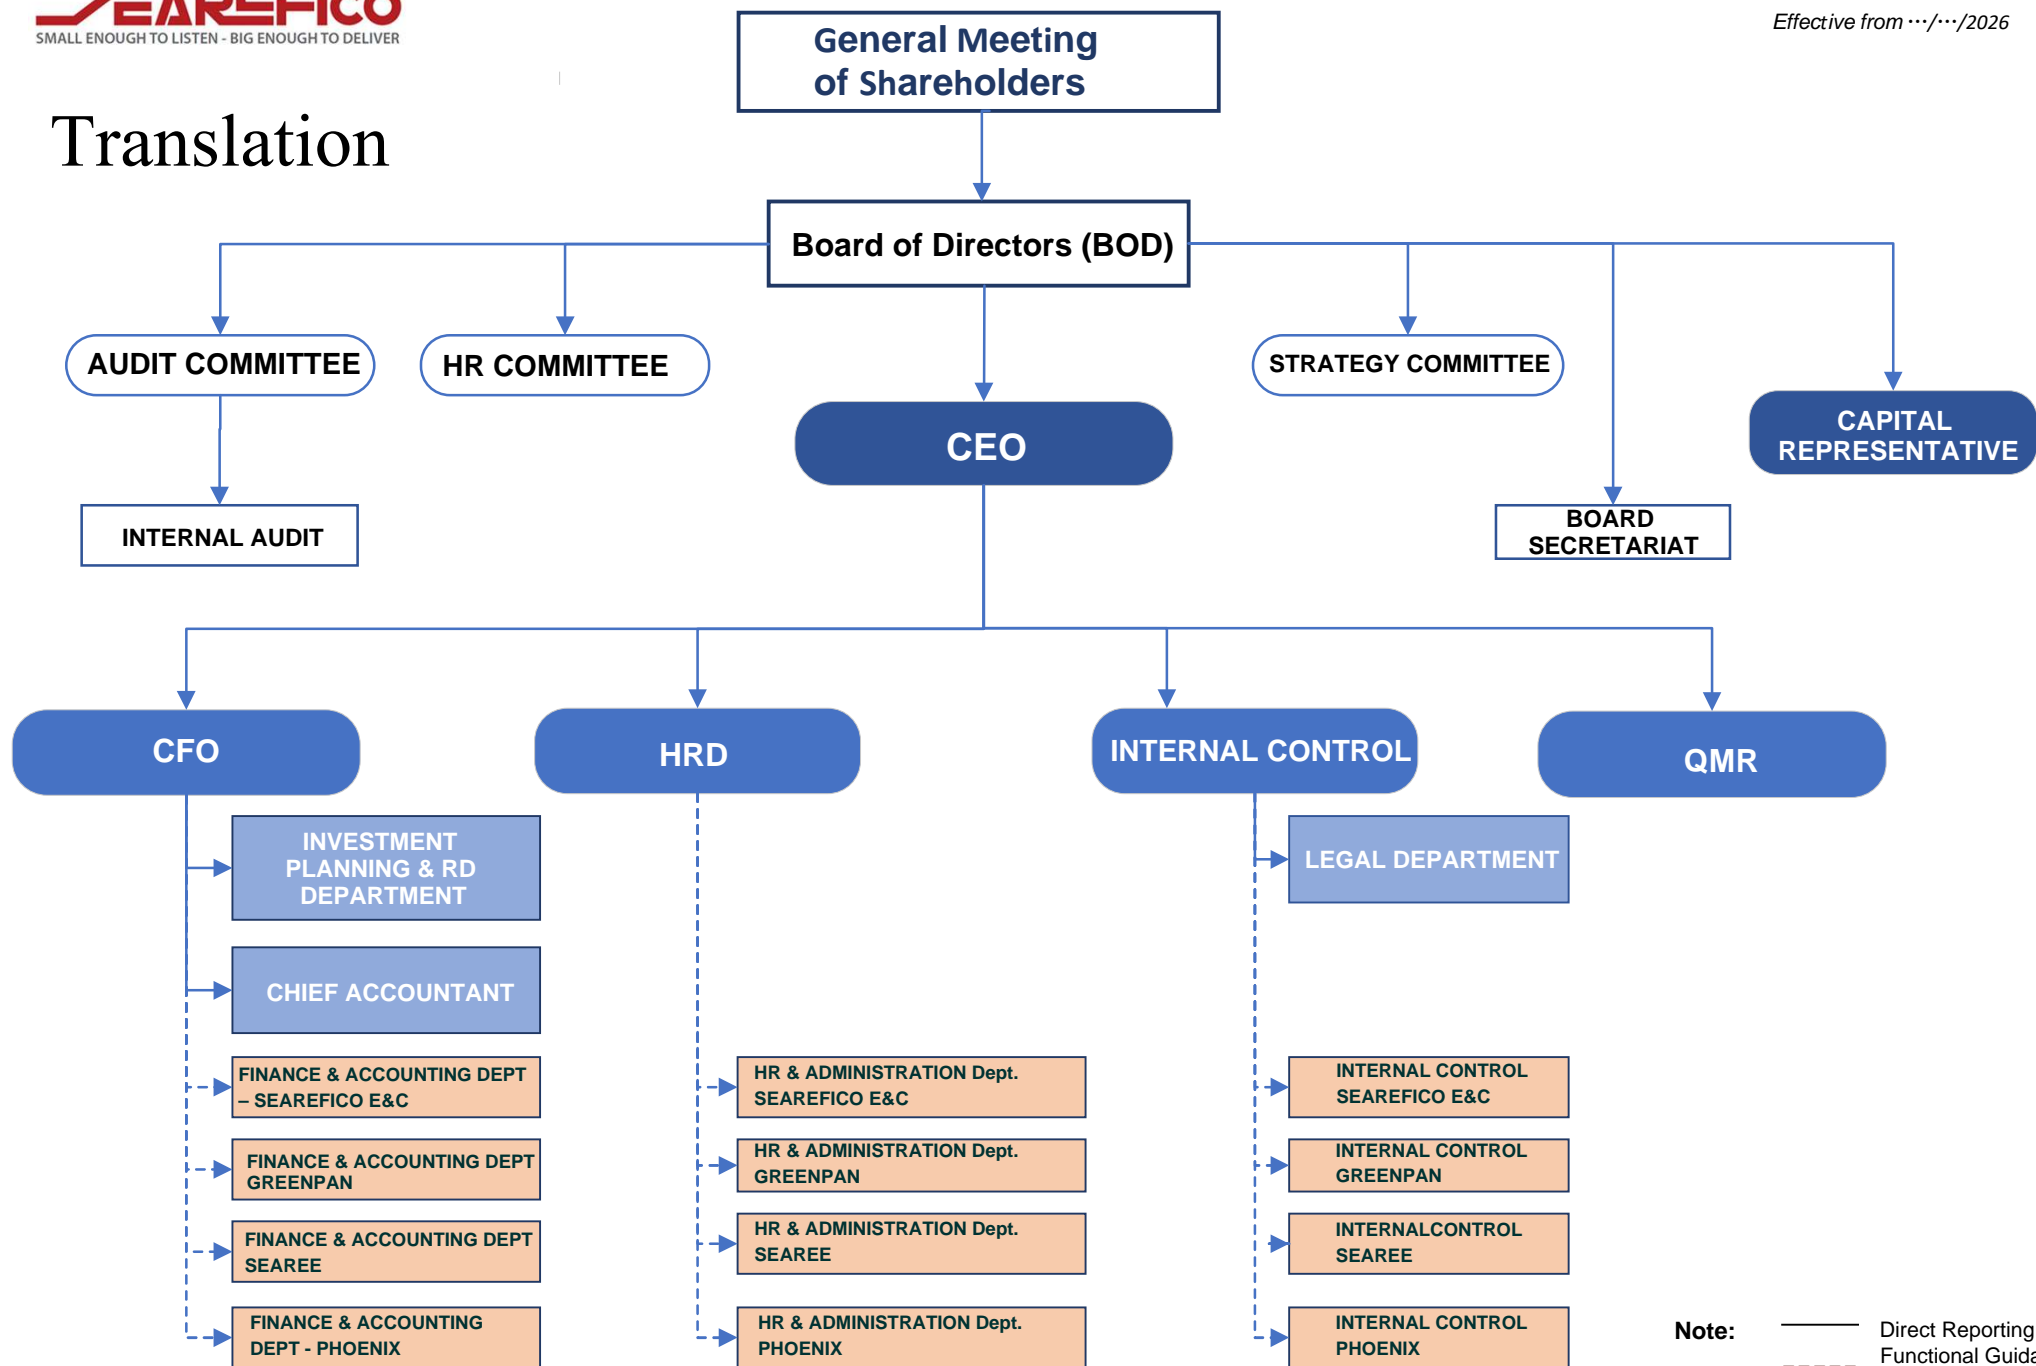 SEAREFICO
SMALL ENOUGH TO LISTEN - BIG ENOUGH TO DELIVER
Effective from .../.../2026
Translation
General Meeting
of Shareholders
Board of Directors (BOD)
AUDIT COMMITTEE
HR COMMITTEE
STRATEGY COMMITTEE
CAPITAL
REPRESENTATIVE
CEO
INTERNAL AUDIT
BOARD
SECRETARIAT
CFO
HRD
INTERNAL CONTROL
QMR
INVESTMENT
PLANNING & RD
DEPARTMENT
LEGAL DEPARTMENT
CHIEF ACCOUNTANT
FINANCE & ACCOUNTING DEPT
– SEAREFICO E&C
HR & ADMINISTRATION Dept.
SEAREFICO E&C
INTERNAL CONTROL
SEAREFICO E&C
FINANCE & ACCOUNTING DEPT
GREENPAN
HR & ADMINISTRATION Dept.
GREENPAN
INTERNAL CONTROL
GREENPAN
FINANCE & ACCOUNTING DEPT
SEAREE
HR & ADMINISTRATION Dept.
SEAREE
INTERNALCONTROL
SEAREE
FINANCE & ACCOUNTING
DEPT - PHOENIX
HR & ADMINISTRATION Dept.
PHOENIX
INTERNAL CONTROL
PHOENIX
Note:
Direct Reporting
Functional